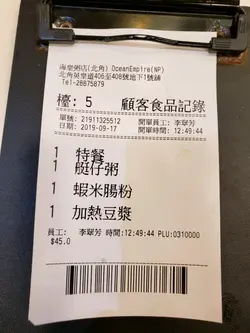 海皇粥店(北角) OceanEmpire(NP)
北角英皇道406至408號地下1號舖
Tel-28875879
檯: 5 顧客食品記錄
單號: 21911325512 開單員工: 李翠芳
日期: 2019-09-17 時間: 12:49:44
1 特餐
1 艇仔粥
1 蝦米腸粉
1 加熱豆漿
員工: 李翠芳 時間:12:49:44 PLU:0310000
$45.0